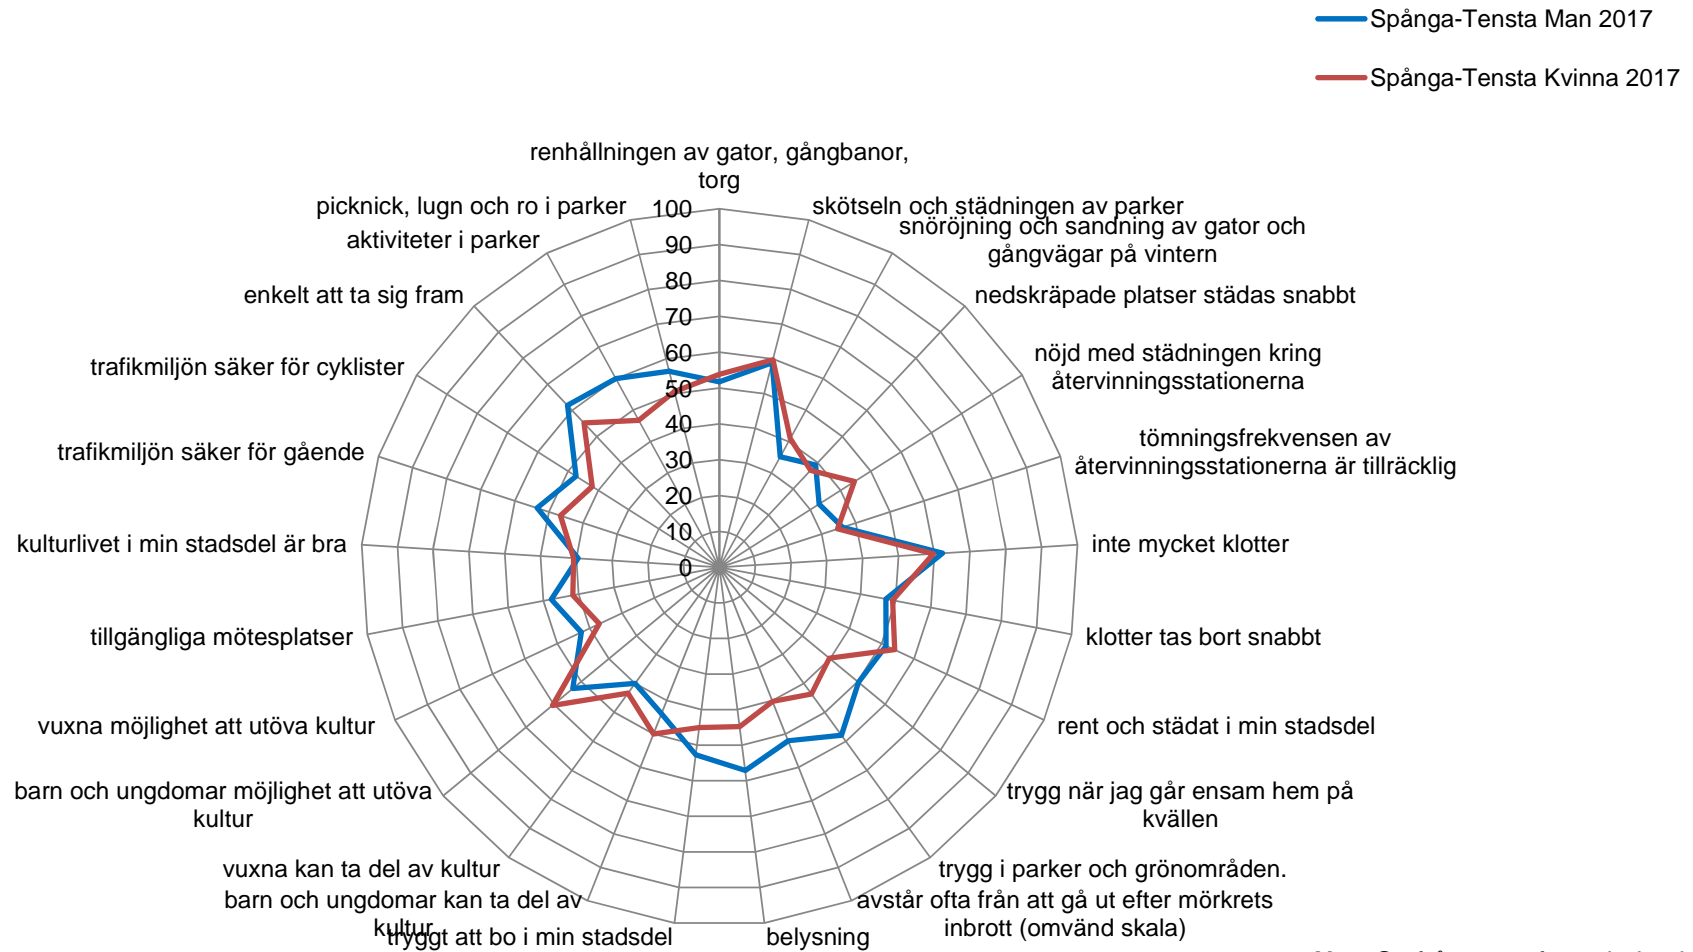 Spånga-Tensta Man 2017
Spånga-Tensta Kvinna 2017
renhållningen av gator, gångbanor,
torg
skötseln och städningen av parker
snöröjning och sandning av gator och
gångvägar på vintern
nedskräpade platser städas snabbt
nöjd med städningen kring
återvinningsstationerna
tömningsfrekvensen av
återvinningsstationerna är tillräcklig
inte mycket klotter
klotter tas bort snabbt
rent och städat i min stadsdel
trygg när jag går ensam hem på
kvällen
trygg i parker och grönområden.
avstår ofta från att gå ut efter mörkrets
inbrott (omvänd skala)
belysning
tryggt att bo i min stadsdel
barn och ungdomar kan ta del av
kultur
vuxna kan ta del av kultur
barn och ungdomar möjlighet att utöva
kultur
vuxna möjlighet att utöva kultur
tillgängliga mötesplatser
kulturlivet i min stadsdel är bra
trafikmiljön säker för gående
trafikmiljön säker för cyklister
enkelt att ta sig fram
aktiviteter i parker
picknick, lugn och ro i parker
100
90
80
70
60
50
40
30
20
10
0